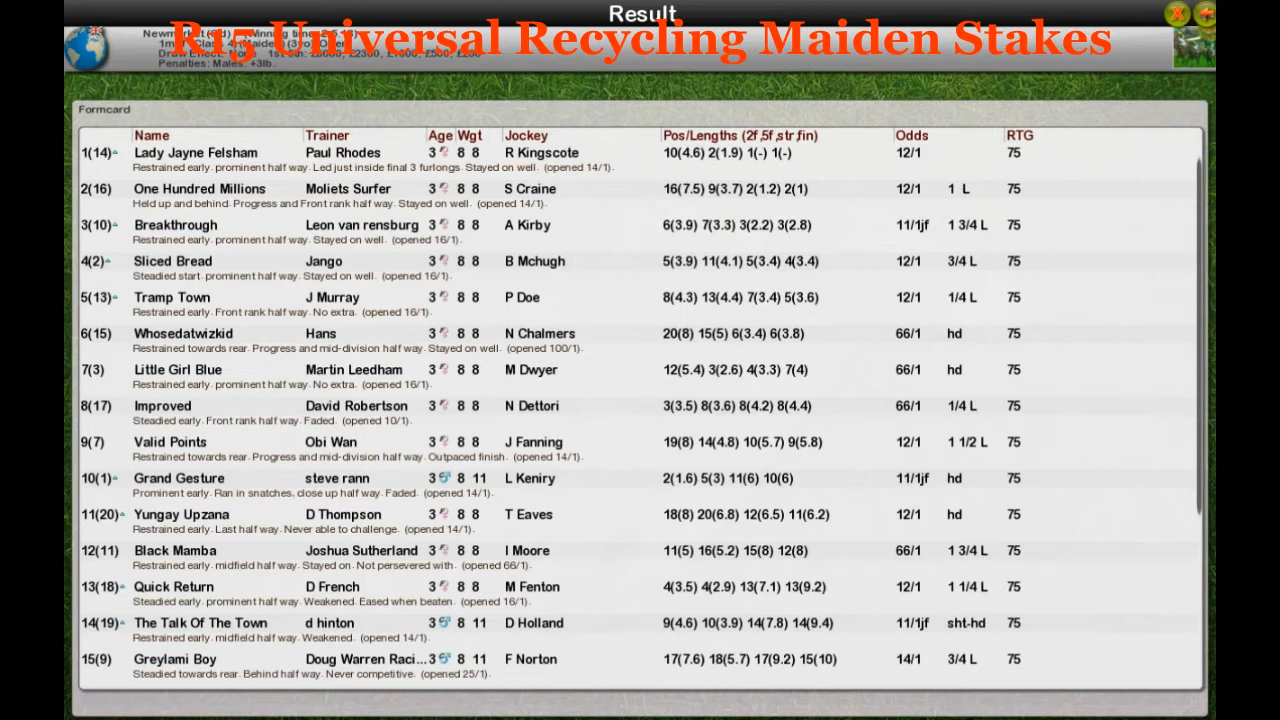 Result
R15 Universal Recycling Maiden Stakes
Penalties: Males: +3lb.
Formcard
Name Trainer Age Wgt Jockey Pos/Lengths (2f,5f,str,fin) Odds RTG
1(14) Lady Jayne Felsham Paul Rhodes 3 8 8 R Kingscote 10(4.6) 2(1.9) 1(-) 1(-) 12/1 75
Restrained early. prominent half way. Led just inside final 3 furlongs. Stayed on well. (opened 14/1).
2(16) One Hundred Millions Moliets Surfer 3 8 8 S Craine 16(7.5) 9(3.7) 2(1.2) 2(1) 12/1 1 L 75
Held up and behind. Progress and Front rank half way. Stayed on well. (opened 14/1).
3(10) Breakthrough Leon van rensburg 3 8 8 A Kirby 6(3.9) 7(3.3) 3(2.2) 3(2.8) 11/1jf 1 3/4 L 75
Restrained early. prominent half way. Stayed on well. (opened 16/1).
4(2) Sliced Bread Jango 3 8 8 B Mchugh 5(3.9) 11(4.1) 5(3.4) 4(3.4) 12/1 3/4 L 75
Steadied start. prominent half way. Stayed on well. (opened 16/1).
5(13) Tramp Town J Murray 3 8 8 P Doe 8(4.3) 13(4.4) 7(3.4) 5(3.6) 12/1 1/4 L 75
Restrained early. Front rank half way. No extra. (opened 16/1).
6(15) Whosedatwizkid Hans 3 8 8 N Chalmers 20(8) 15(5) 6(3.4) 6(3.8) 66/1 hd 75
Restrained towards rear. Progress and mid-division half way. Stayed on well. (opened 100/1).
7(3) Little Girl Blue Martin Leedham 3 8 8 M Dwyer 12(5.4) 3(2.6) 4(3.3) 7(4) 66/1 hd 75
Restrained early. prominent half way. No extra. (opened 16/1).
8(17) Improved David Robertson 3 8 8 N Dettori 3(3.5) 8(3.6) 8(4.2) 8(4.4) 66/1 1/4 L 75
Steadied early. Front rank half way. Faded. (opened 10/1).
9(7) Valid Points Obi Wan 3 8 8 J Fanning 19(8) 14(4.8) 10(5.7) 9(5.8) 12/1 1 1/2 L 75
Restrained towards rear. Progress and mid-division half way. Outpaced finish. (opened 14/1).
10(1) Grand Gesture steve rann 3 8 11 L Keniry 2(1.6) 5(3) 11(6) 10(6) 11/1jf hd 75
Prominent early. Ran in snatches, close up half way. Faded. (opened 14/1).
11(20) Yungay Upzana D Thompson 3 8 8 T Eaves 18(8) 20(6.8) 12(6.5) 11(6.2) 12/1 hd 75
Restrained early. Last half way. Never able to challenge. (opened 14/1).
12(11) Black Mamba Joshua Sutherland 3 8 8 I Moore 11(5) 16(5.2) 15(8) 12(8) 66/1 1 3/4 L 75
Restrained early. midfield half way. Stayed on. Not persevered with. (opened 66/1).
13(18) Quick Return D French 3 8 8 M Fenton 4(3.5) 4(2.9) 13(7.1) 13(9.2) 12/1 1 1/4 L 75
Steadied early. prominent half way. Weakened. Eased when beaten. (opened 16/1).
14(19) The Talk Of The Town d hinton 3 8 11 D Holland 9(4.6) 10(3.9) 14(7.8) 14(9.4) 11/1jf sht-hd 75
Restrained early. midfield half way. Weakened. (opened 14/1).
15(9) Greylami Boy Doug Warren Raci... 3 8 11 F Norton 17(7.6) 18(5.7) 17(9.2) 15(10) 14/1 3/4 L 75
Steadied towards rear. Behind half way. Never competitive. (opened 25/1).